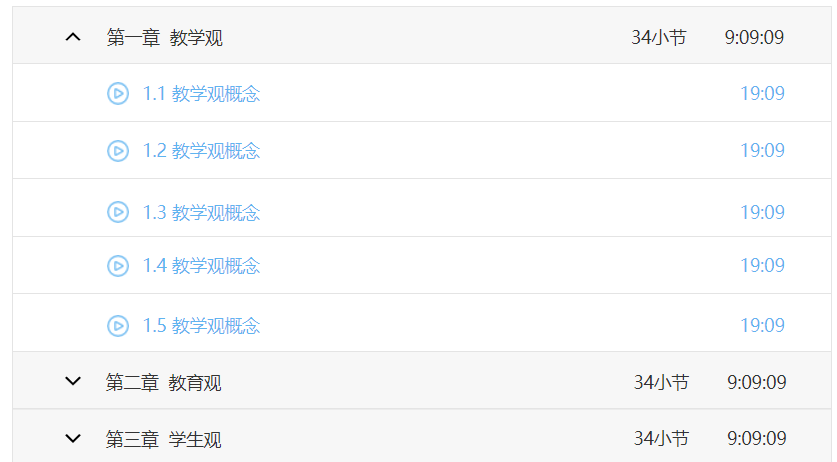 第一章 教学观 34小节 9:09:09
1.1 教学观概念 19:09
1.2 教学观概念 19:09
1.3 教学观概念 19:09
1.4 教学观概念 19:09
1.5 教学观概念 19:09
第二章 教育观 34小节 9:09:09
第三章 学生观 34小节 9:09:09